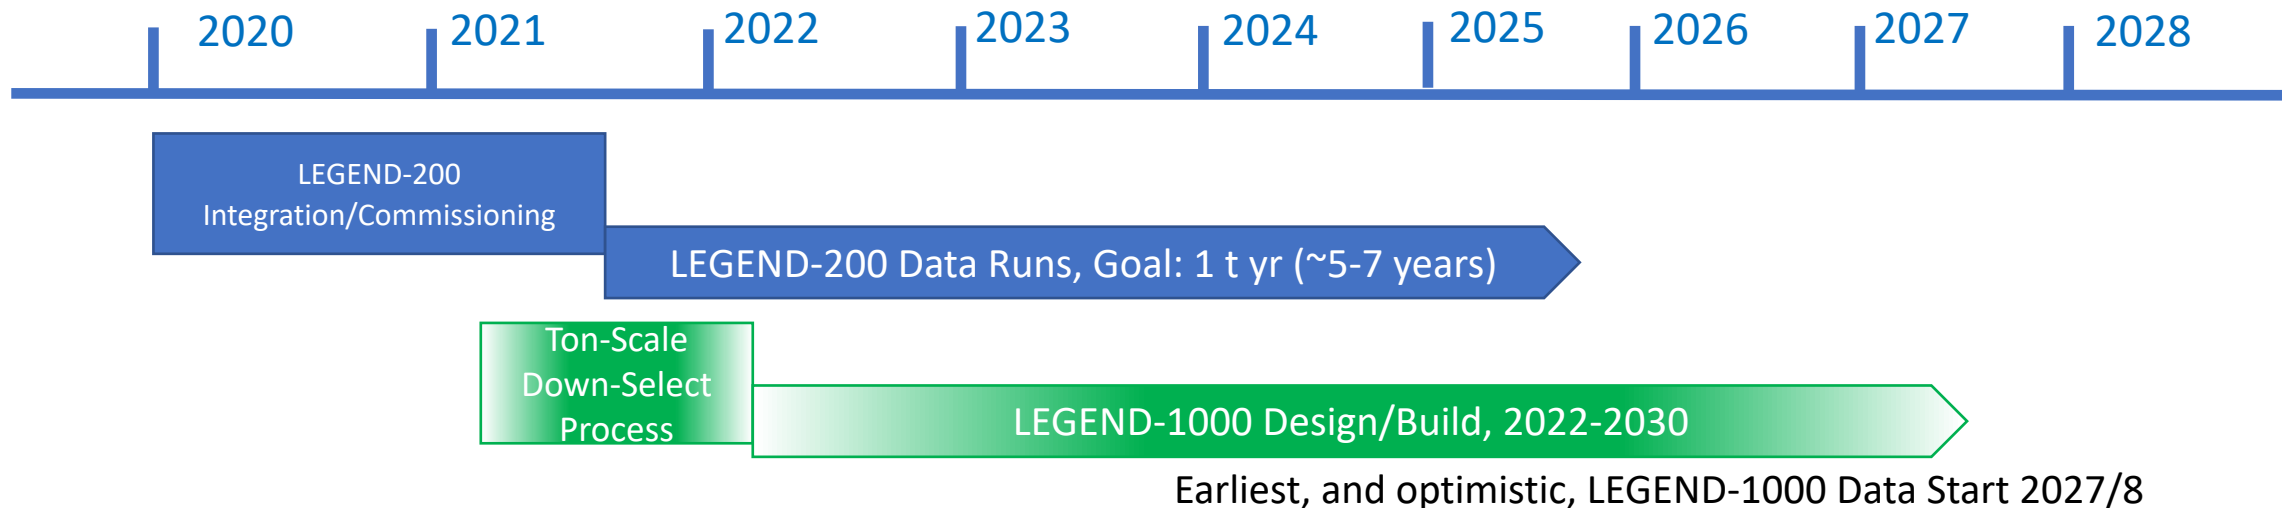 2020 2021 2022 2023 2024 2025 2026 2027 2028
LEGEND-200
Integration/Commissioning
LEGEND-200 Data Runs, Goal: 1 t yr (~5-7 years)
Ton-Scale
Down-Select
Process
LEGEND-1000 Design/Build, 2022-2030
Earliest, and optimistic, LEGEND-1000 Data Start 2027/8